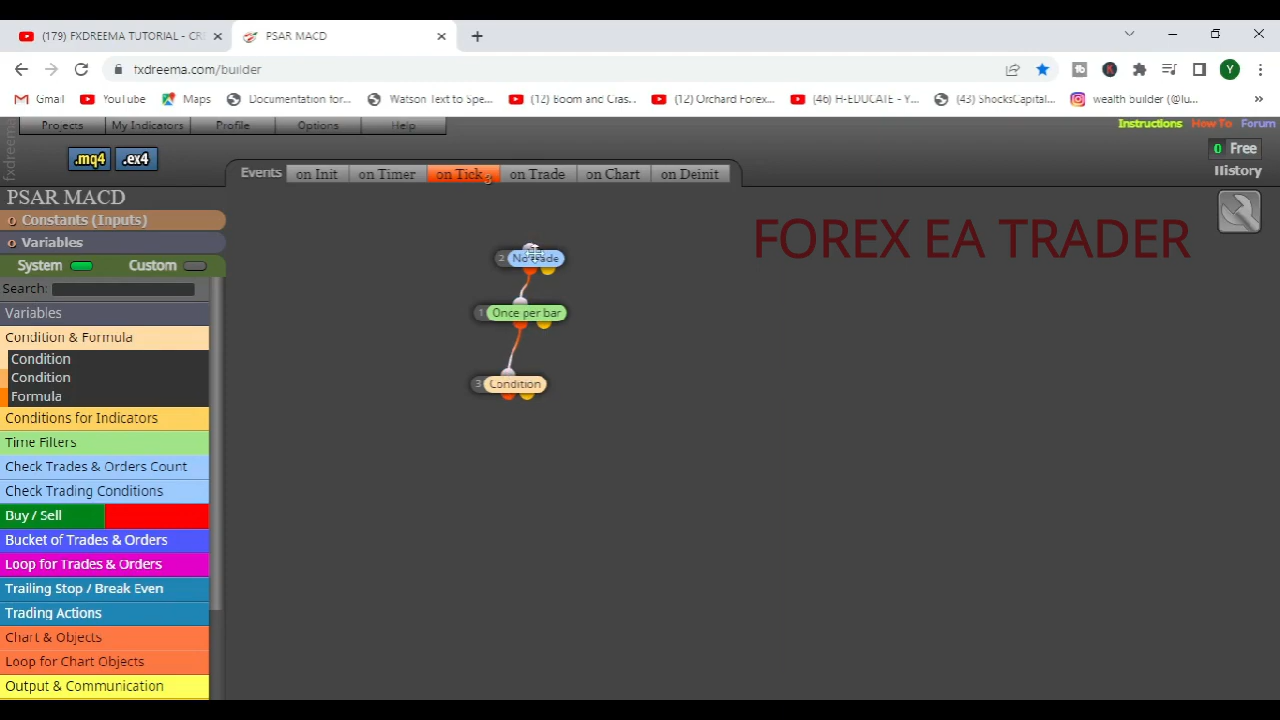 (179) FXDREEMA TUTORIAL - CRE
PSAR MACD
fxdreema.com/builder
Y
Gmail
YouTube
Maps
Documentation for...
Watson Text to Spe...
(12) Boom and Cras...
(12) Orchard Forex...
(46) H-EDUCATE - Y...
(43) ShocksCapital...
wealth builder (@lu...
»
fxdreema
Projects
My Indicators
Profile
Options
Help
Instructions
How To
Forum
.mq4
.ex4
0 Free
History
Events
on Init
on Timer
on Tick 3
on Trade
on Chart
on Deinit
PSAR MACD
Constants (Inputs)
Variables
System
Custom
Search:
Variables
Condition & Formula
Condition
Condition
Formula
Conditions for Indicators
Time Filters
Check Trades & Orders Count
Check Trading Conditions
Buy / Sell
Bucket of Trades & Orders
Loop for Trades & Orders
Trailing Stop / Break Even
Trading Actions
Chart & Objects
Loop for Chart Objects
Output & Communication
2 No trade
1 Once per bar
3 Condition
FOREX EA TRADER